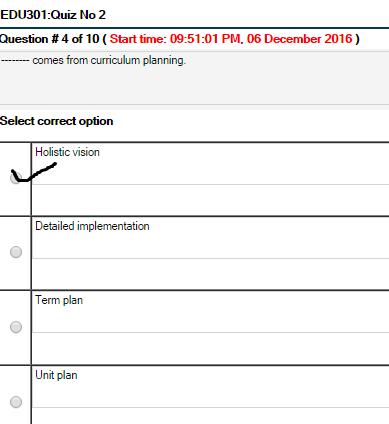 EDU301:Quiz No 2
Question # 4 of 10 ( Start time: 09:51:01 PM, 06 December 2016 )
-------- comes from curriculum planning.
Select correct option
Holistic vision
Detailed implementation
Term plan
Unit plan